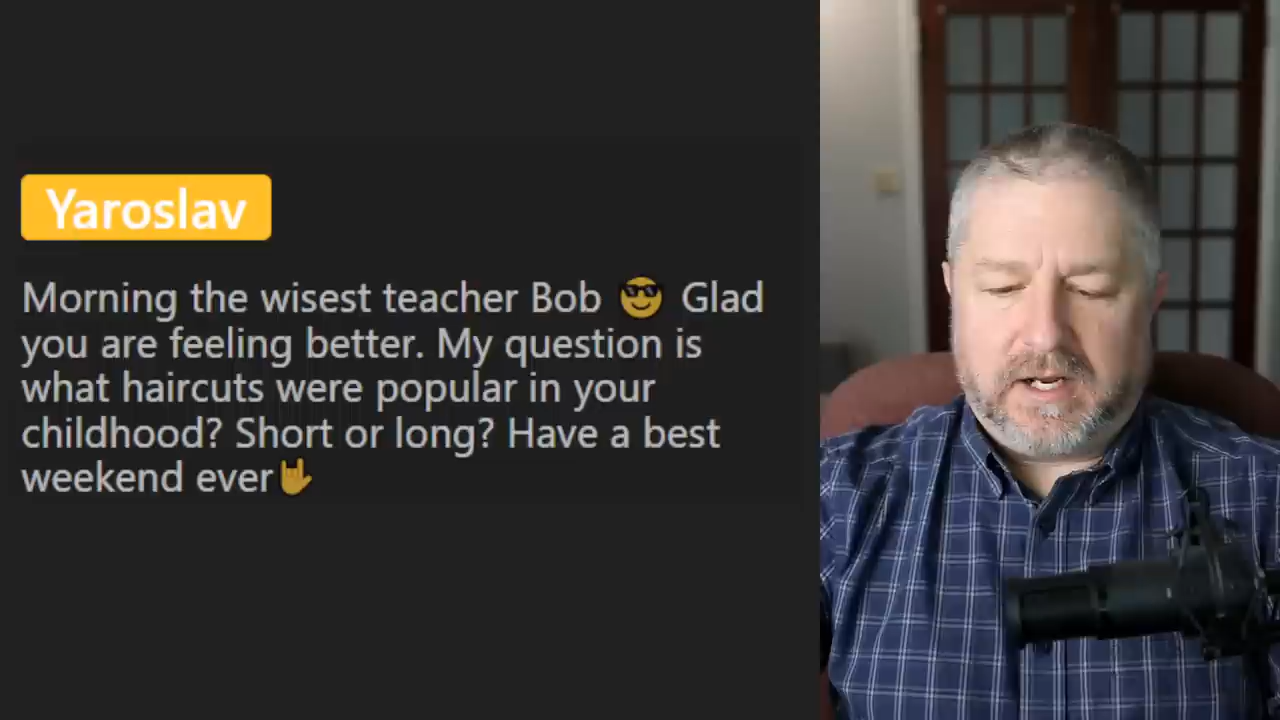 Yaroslav
Morning the wisest teacher Bob 😎 Glad
you are feeling better. My question is
what haircuts were popular in your
childhood? Short or long? Have a best
weekend ever🤟